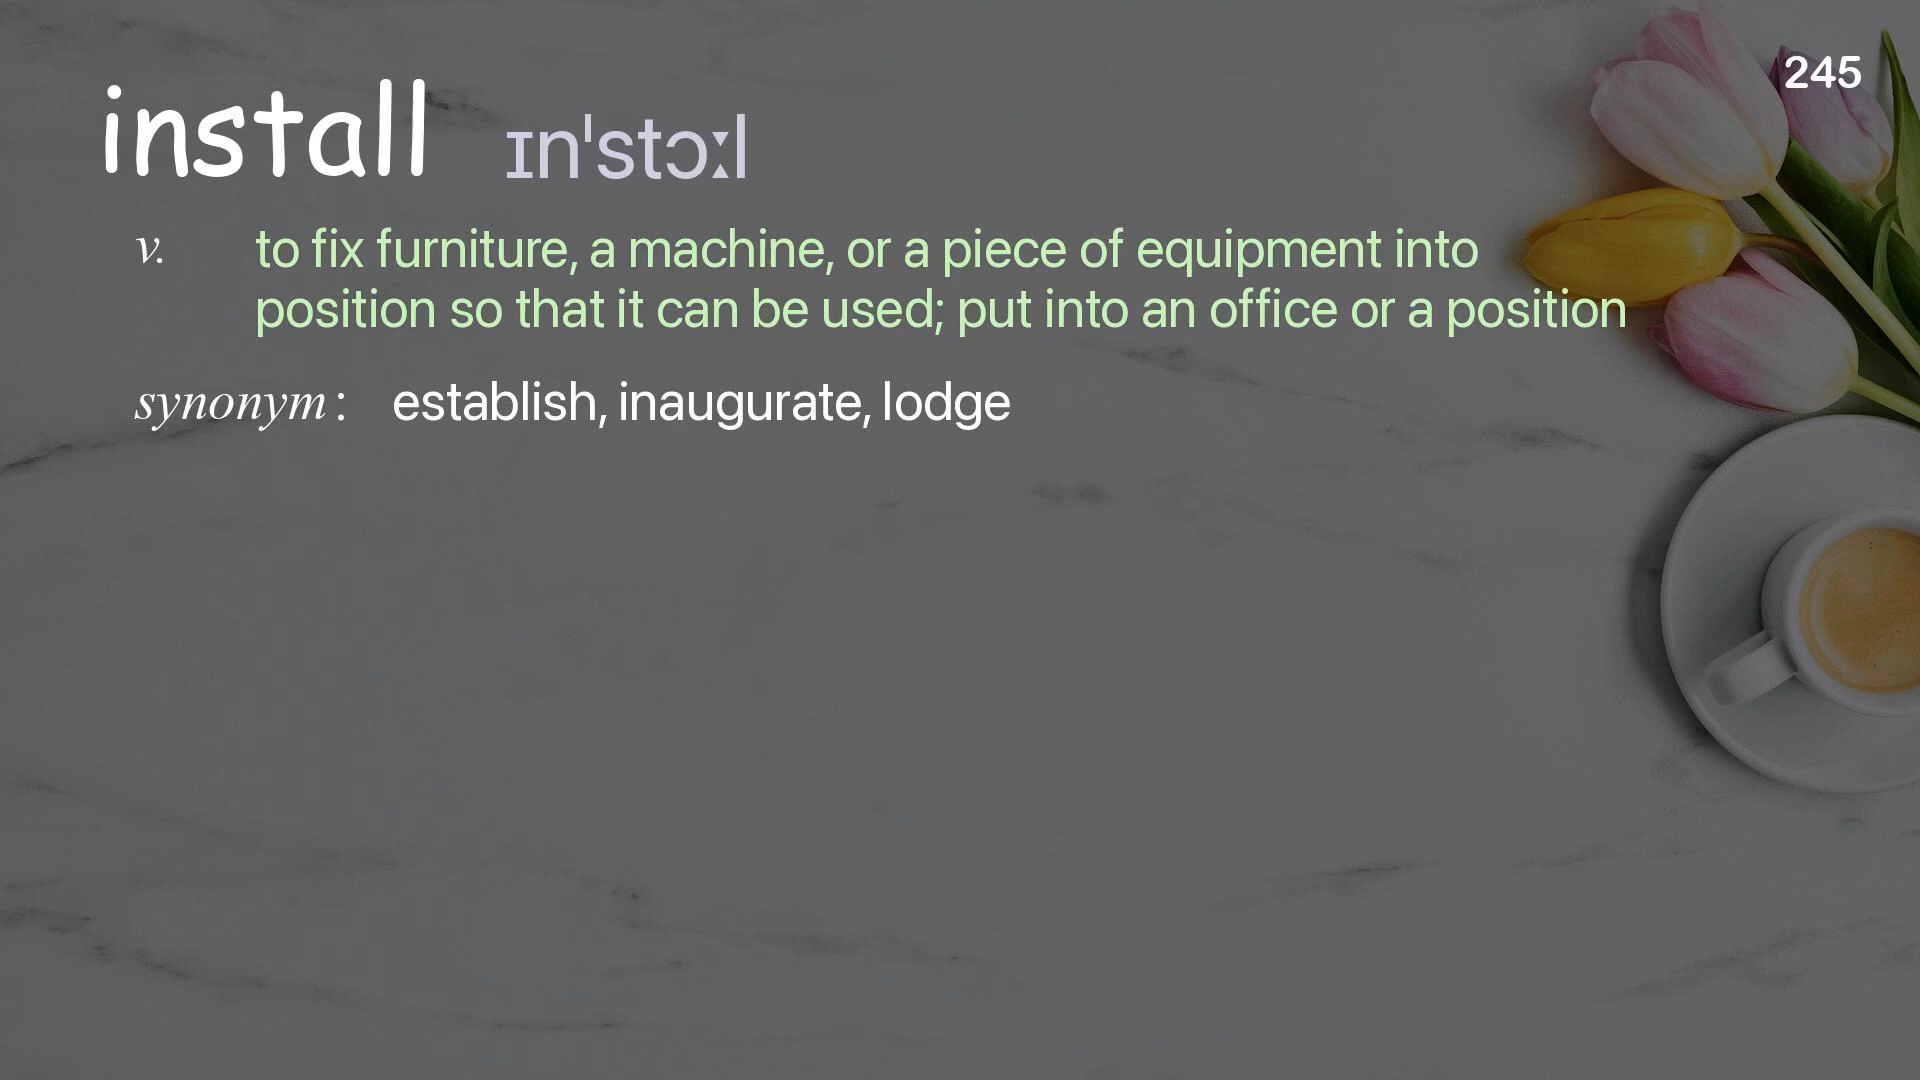 245
install ɪnˈstɔːl
v. to fix furniture, a machine, or a piece of equipment into
position so that it can be used; put into an office or a position
synonym: establish, inaugurate, lodge